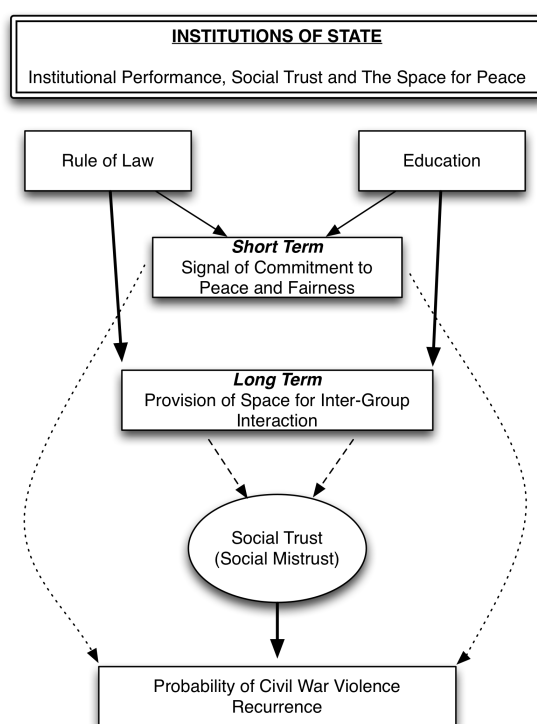 INSTITUTIONS OF STATE
Institutional Performance, Social Trust and The Space for Peace
Rule of Law
Education
Short Term
Signal of Commitment to
Peace and Fairness
Long Term
Provision of Space for Inter-Group
Interaction
Social Trust
(Social Mistrust)
Probability of Civil War Violence
Recurrence